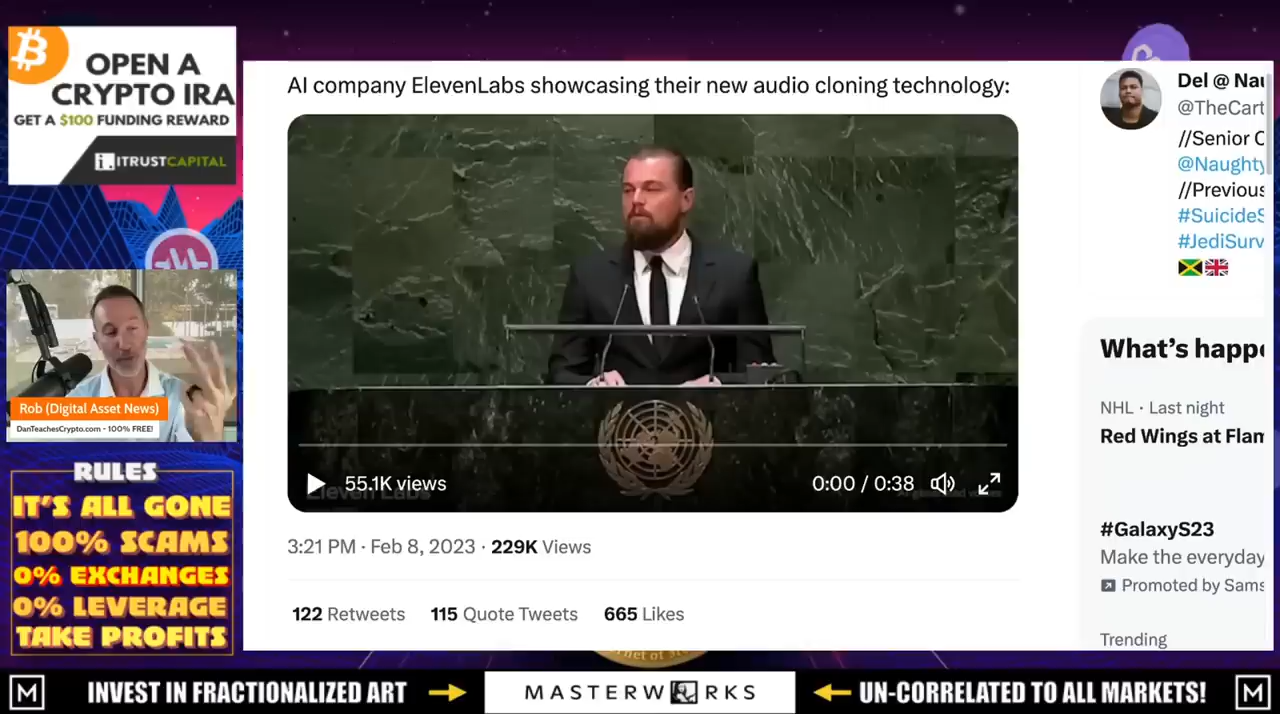 OPEN A
CRYPTO IRA
GET A $100 FUNDING REWARD
ITRUSTCAPITAL
Rob (Digital Asset News)
DanTeachesCrypto.com - 100% FREE!
RULES
IT'S ALL GONE
100% SCAMS
0% EXCHANGES
0% LEVERAGE
TAKE PROFITS
AI company ElevenLabs showcasing their new audio cloning technology:
Eleven Labs
55.1K views
0:00 / 0:38
3:21 PM · Feb 8, 2023 · 229K Views
122 Retweets 115 Quote Tweets 665 Likes
Del @ Nau
@TheCart
//Senior C
@Naughty
//Previous
#SuicideS
#JediSurv
What's happe
NHL · Last night
Red Wings at Flam
#GalaxyS23
Make the everyday
Promoted by Sams
Trending
M INVEST IN FRACTIONALIZED ART MASTERWORKS UN-CORRELATED TO ALL MARKETS! M